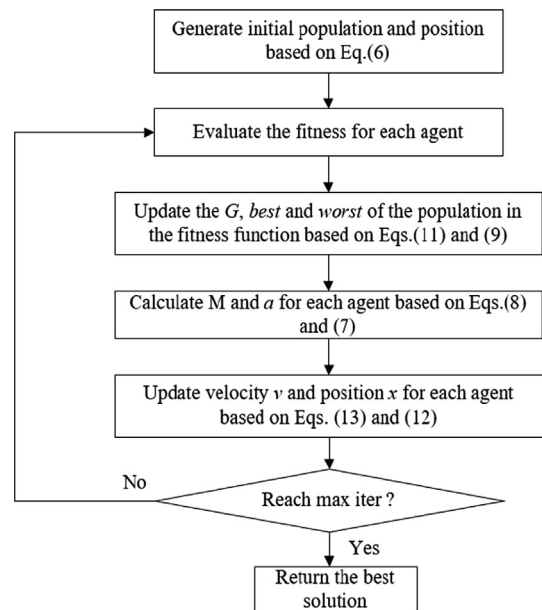 Generate initial population and position
based on Eq.(6)
Evaluate the fitness for each agent
Update the G, best and worst of the population in
the fitness function based on Eqs.(11) and (9)
Calculate M and a for each agent based on Eqs.(8)
and (7)
Update velocity v and position x for each agent
based on Eqs. (13) and (12)
No
Reach max iter ?
Yes
Return the best
solution